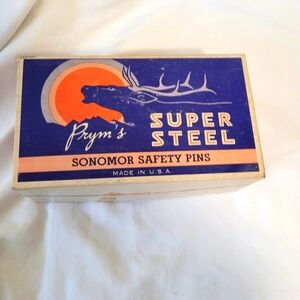 Prym's
SUPER
STEEL
SONOMOR SAFETY PINS
MADE IN U.S.A.